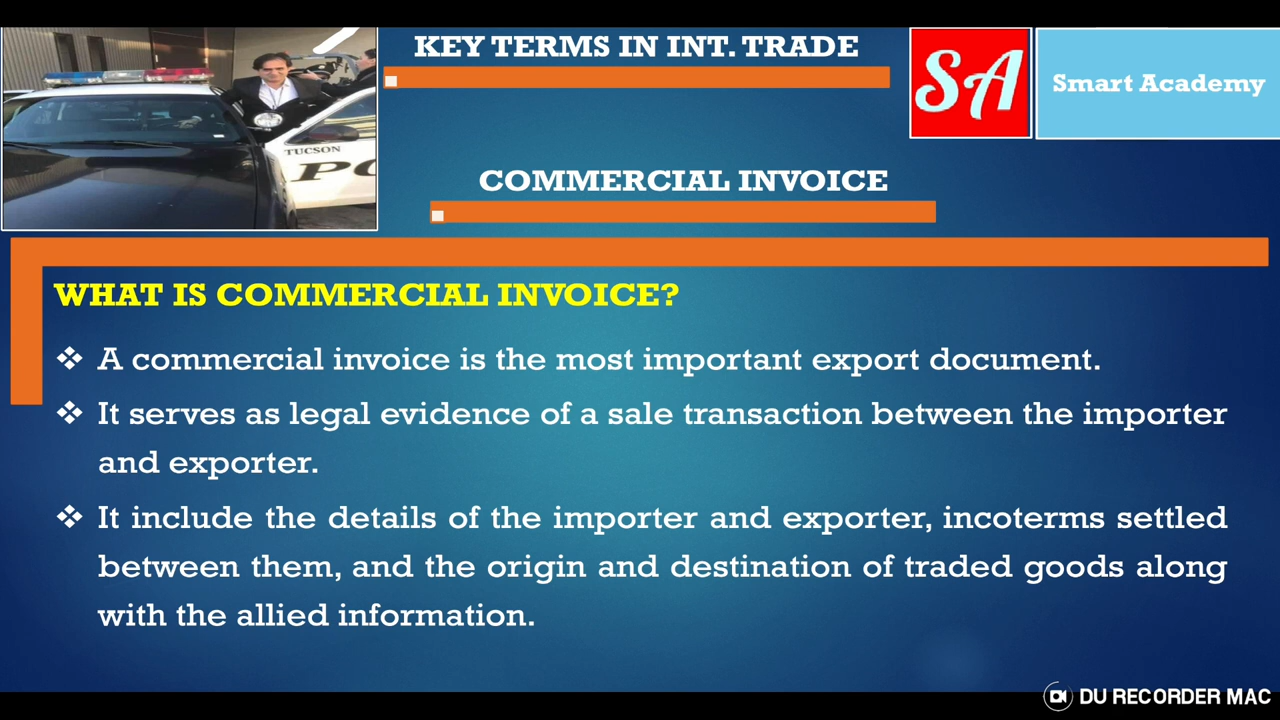 KEY TERMS IN INT. TRADE
SA
Smart Academy
TUCSON
PO
COMMERCIAL INVOICE
WHAT IS COMMERCIAL INVOICE?
❖ A commercial invoice is the most important export document.
❖ It serves as legal evidence of a sale transaction between the importer
and exporter.
❖ It include the details of the importer and exporter, incoterms settled
between them, and the origin and destination of traded goods along
with the allied information.
DU RECORDER MAC